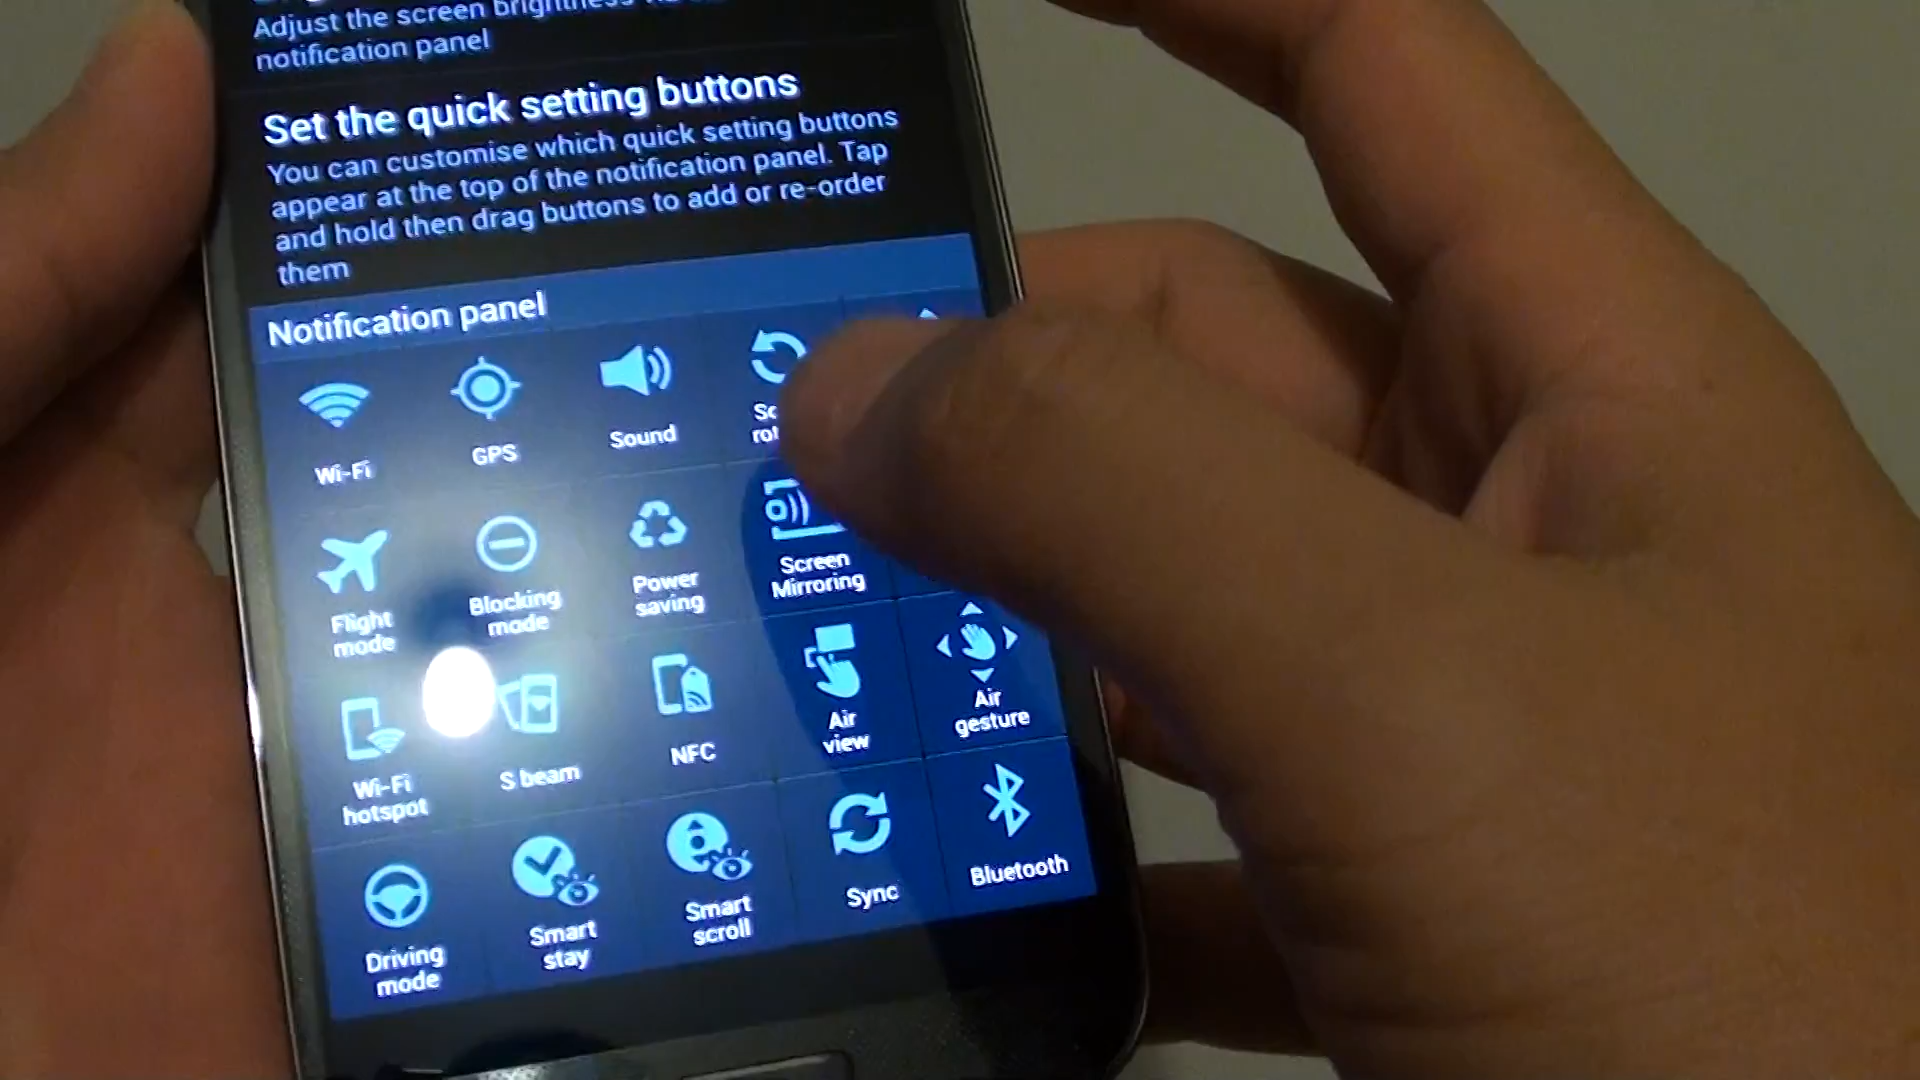 Adjust the screen brightness
notification panel
Set the quick setting buttons
You can customise which quick setting buttons
appear at the top of the notification panel. Tap
and hold then drag buttons to add or re-order
them
Notification panel
Wi-Fi
GPS
Sound
Flight
mode
Blocking
mode
Power
saving
Screen
Mirroring
Wi-Fi
hotspot
S beam
NFC
Air
view
Air
gesture
Driving
mode
Smart
stay
Smart
scroll
Sync
Bluetooth